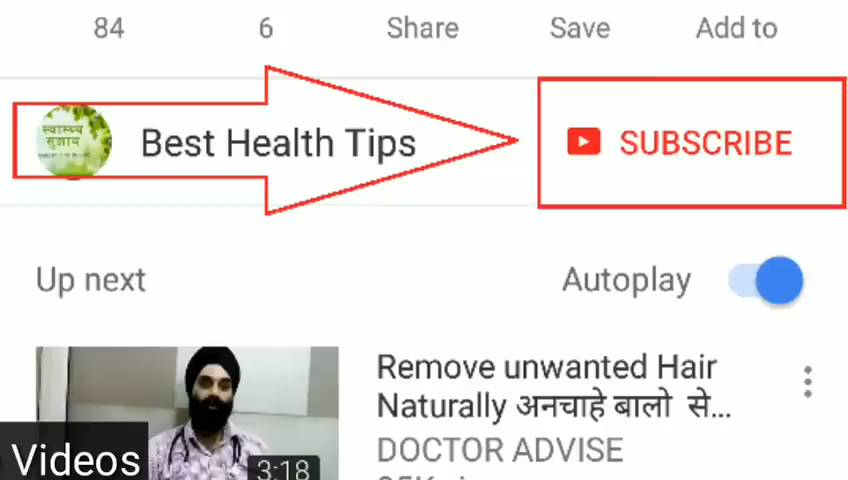 84 6 Share Save Add to
स्वास्थ्य
सुझाव
Best Health Tips
SUBSCRIBE
Up next Autoplay
Remove unwanted Hair
Naturally अनचाहे बालो से...
DOCTOR ADVISE
Videos
3:18